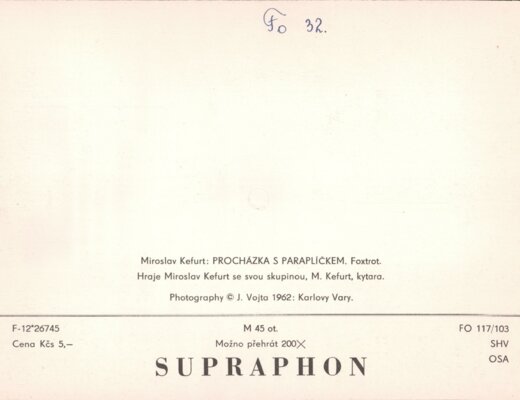 Fo 32.
Miroslav Kefurt: PROCHÁZKA S PARAPLÍČKEM. Foxtrot.
Hraje Miroslav Kefurt se svou skupinou, M. Kefurt, kytara.
Photography © J. Vojta 1962: Karlovy Vary.
F-12*26745 M 45 ot. FO 117/103
Cena Kčs 5,— Možno přehrát 200X SHV
SUPRAPHON OSA